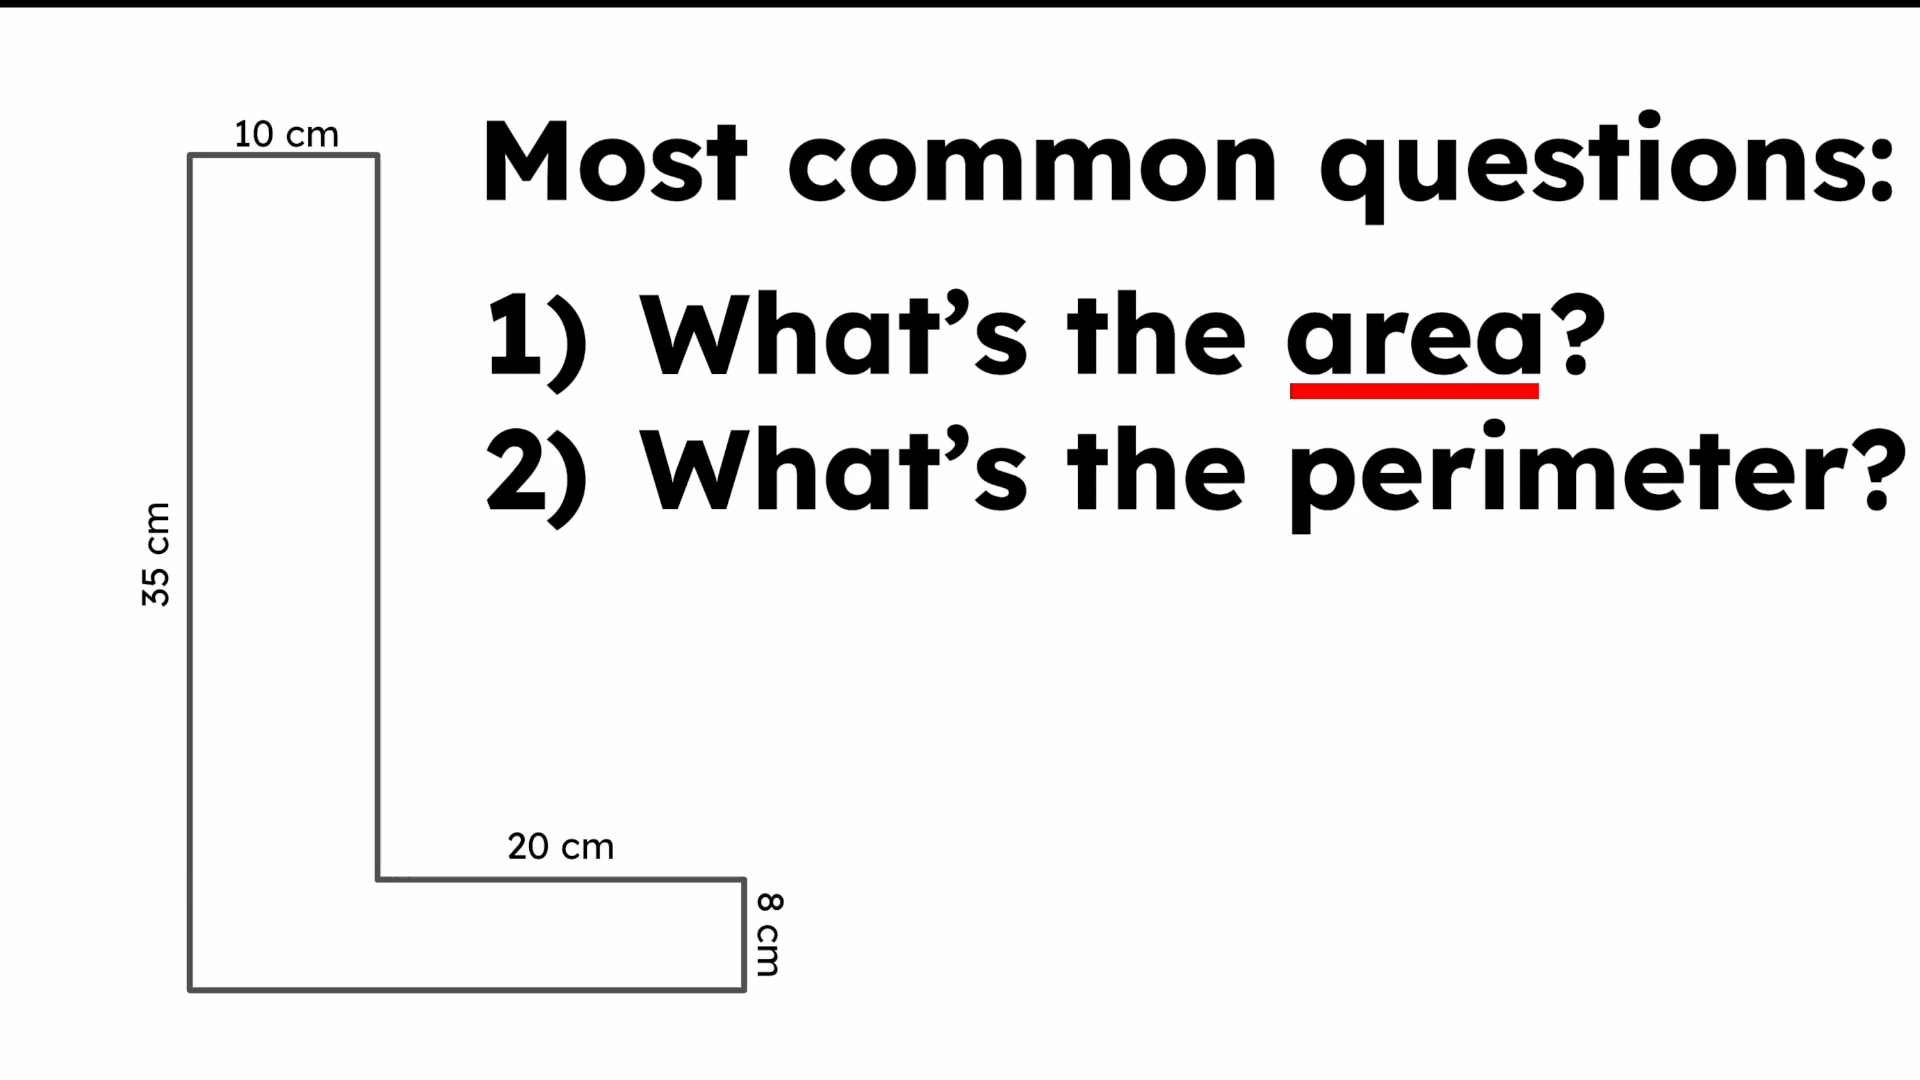 10 cm
Most common questions:
1) What’s the area?
2) What’s the perimeter?
35 cm
20 cm
8 cm